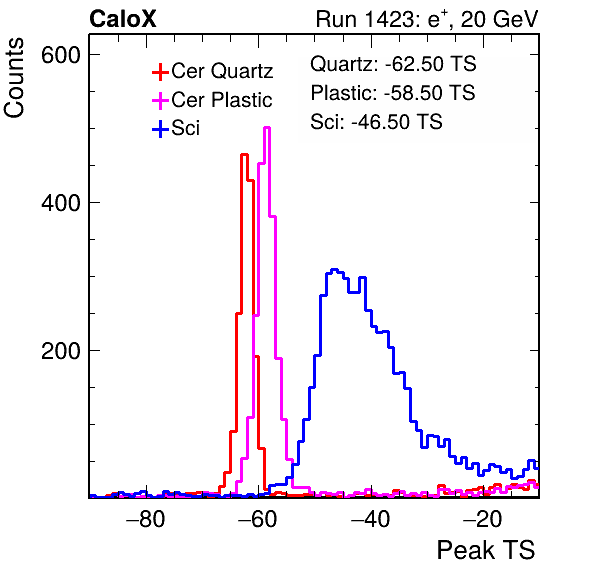 CaloX Run 1423: e⁺, 20 GeV
Counts
600
400
200
Cer Quartz
Cer Plastic
Sci
Quartz: -62.50 TS
Plastic: -58.50 TS
Sci: -46.50 TS
−80 −60 −40 −20
Peak TS